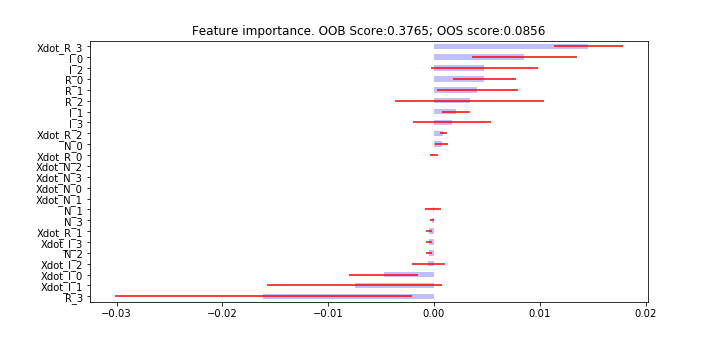 Feature importance. OOB Score:0.3765; OOS score:0.0856
Xdot_R_3
I_0
I_2
R_0
R_1
R_2
I_1
I_3
Xdot_R_2
N_0
Xdot_R_0
Xdot_N_2
Xdot_N_3
Xdot_N_0
Xdot_N_1
N_1
N_3
Xdot_R_1
Xdot_I_3
N_2
Xdot_I_2
Xdot_I_0
Xdot_I_1
R_3
−0.03 −0.02 −0.01 0.00 0.01 0.02